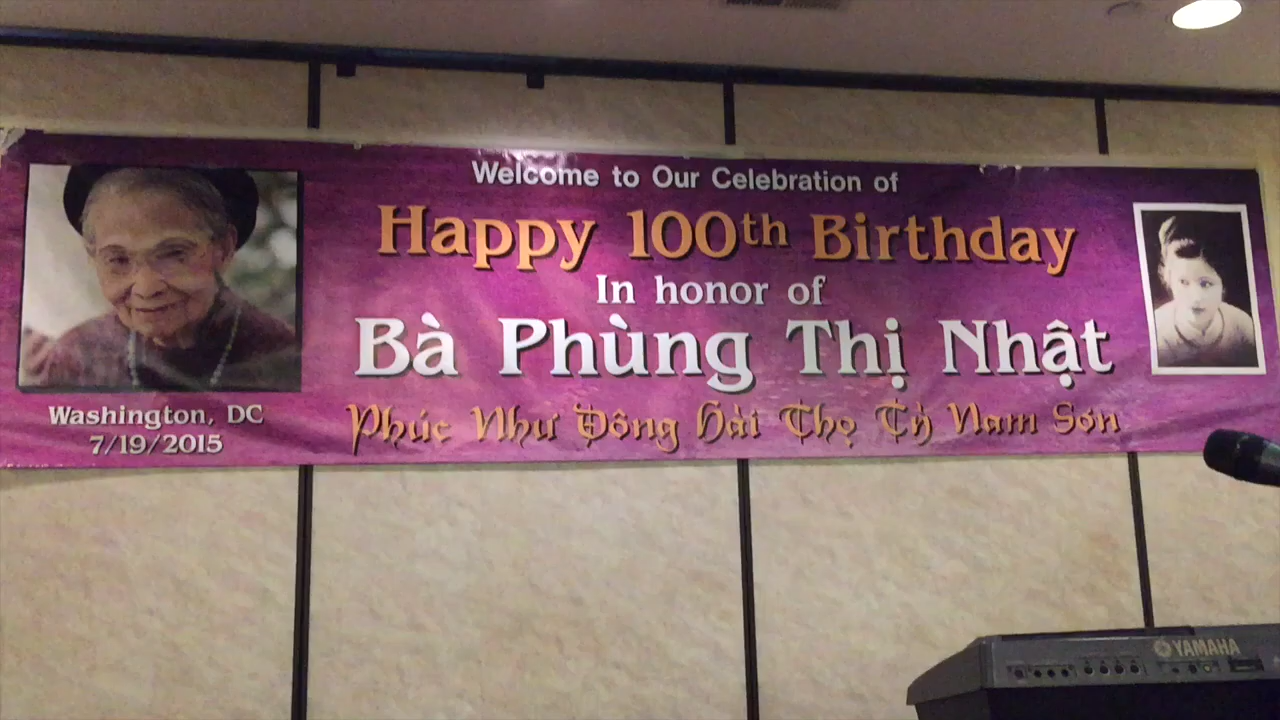 Welcome to Our Celebration of
Happy 100th Birthday
In honor of
Bà Phùng Thị Nhật
Phúc Như Đông Hải Thọ Tỷ Nam Sơn
Washington, DC
7/19/2015
YAMAHA